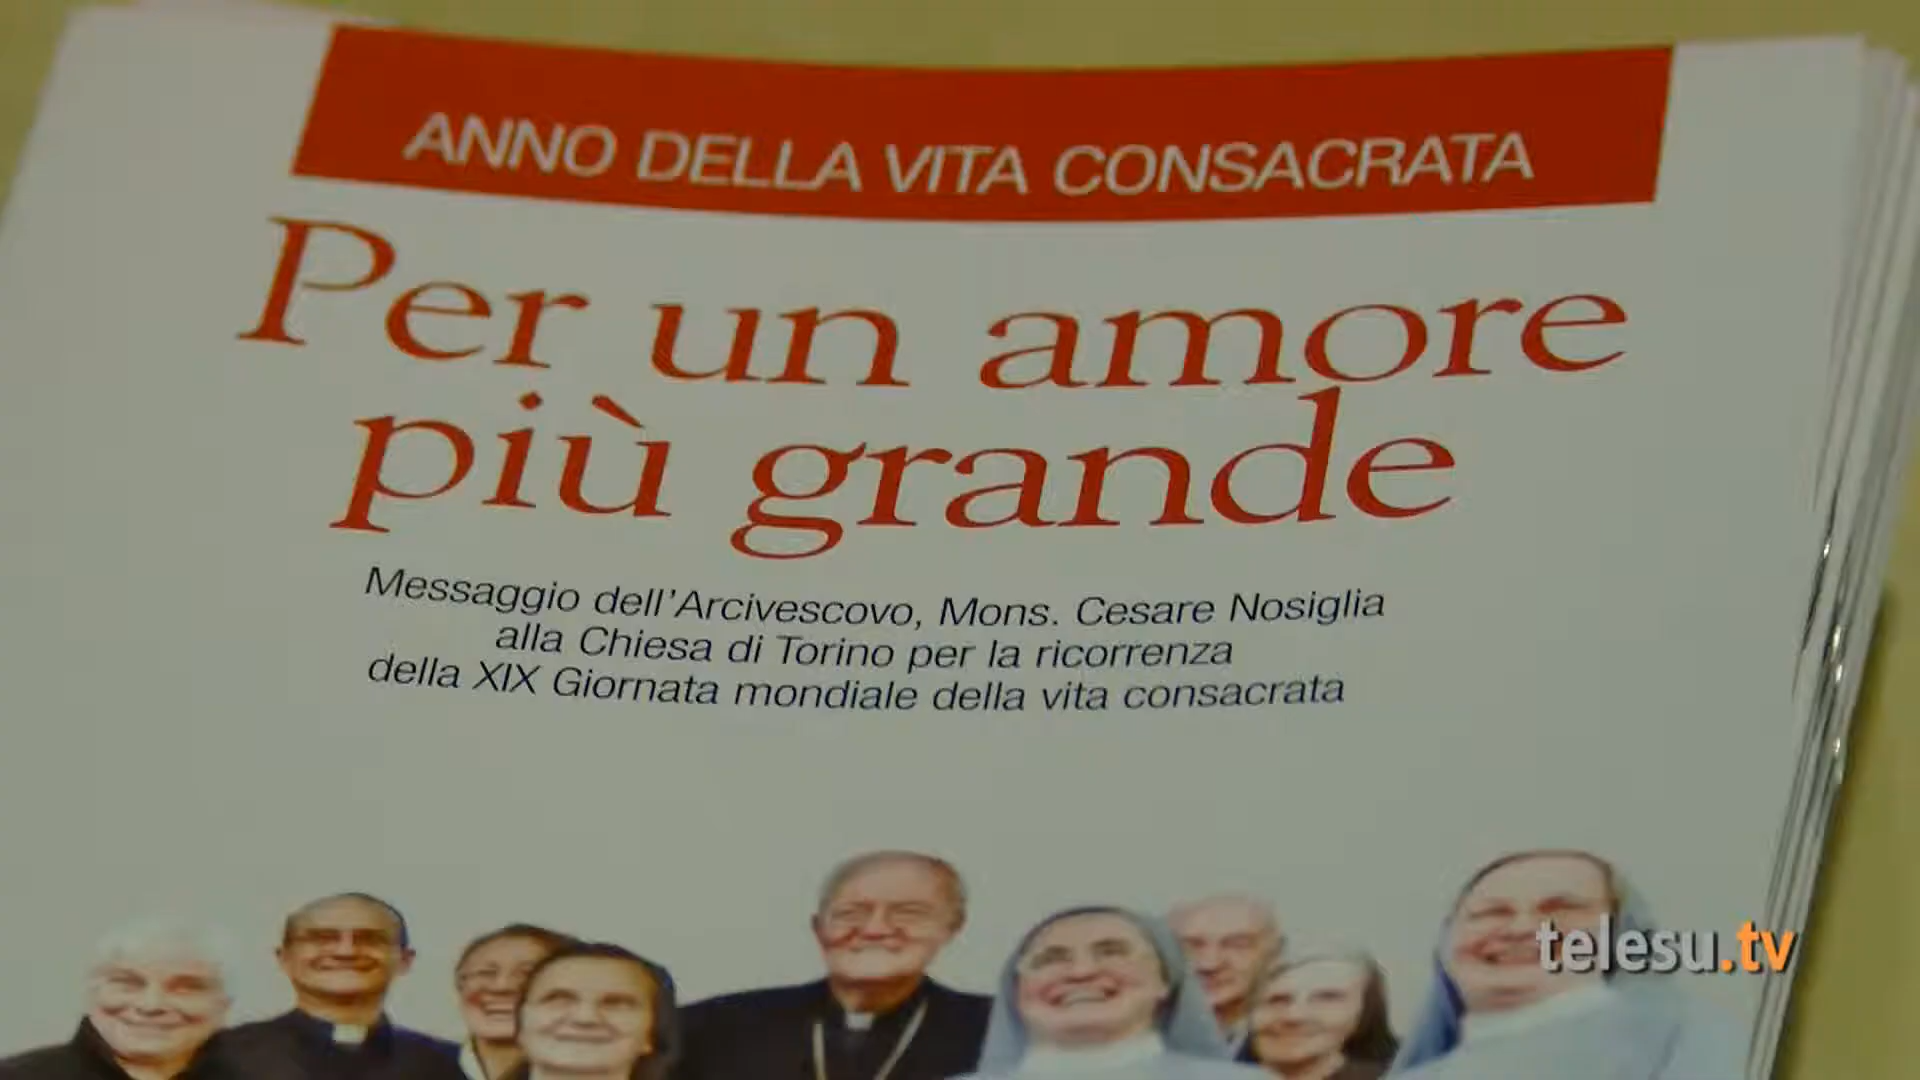 ANNO DELLA VITA CONSACRATA
Per un amore
più grande
Messaggio dell'Arcivescovo, Mons. Cesare Nosiglia
alla Chiesa di Torino per la ricorrenza
della XIX Giornata mondiale della vita consacrata
telesu.tv